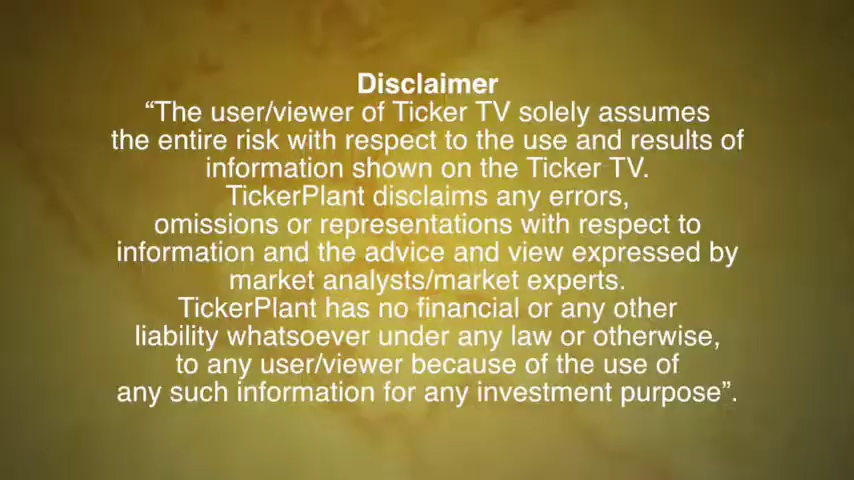 Disclaimer
“The user/viewer of Ticker TV solely assumes
the entire risk with respect to the use and results of
information shown on the Ticker TV.
TickerPlant disclaims any errors,
omissions or representations with respect to
information and the advice and view expressed by
market analysts/market experts.
TickerPlant has no financial or any other
liability whatsoever under any law or otherwise,
to any user/viewer because of the use of
any such information for any investment purpose”.